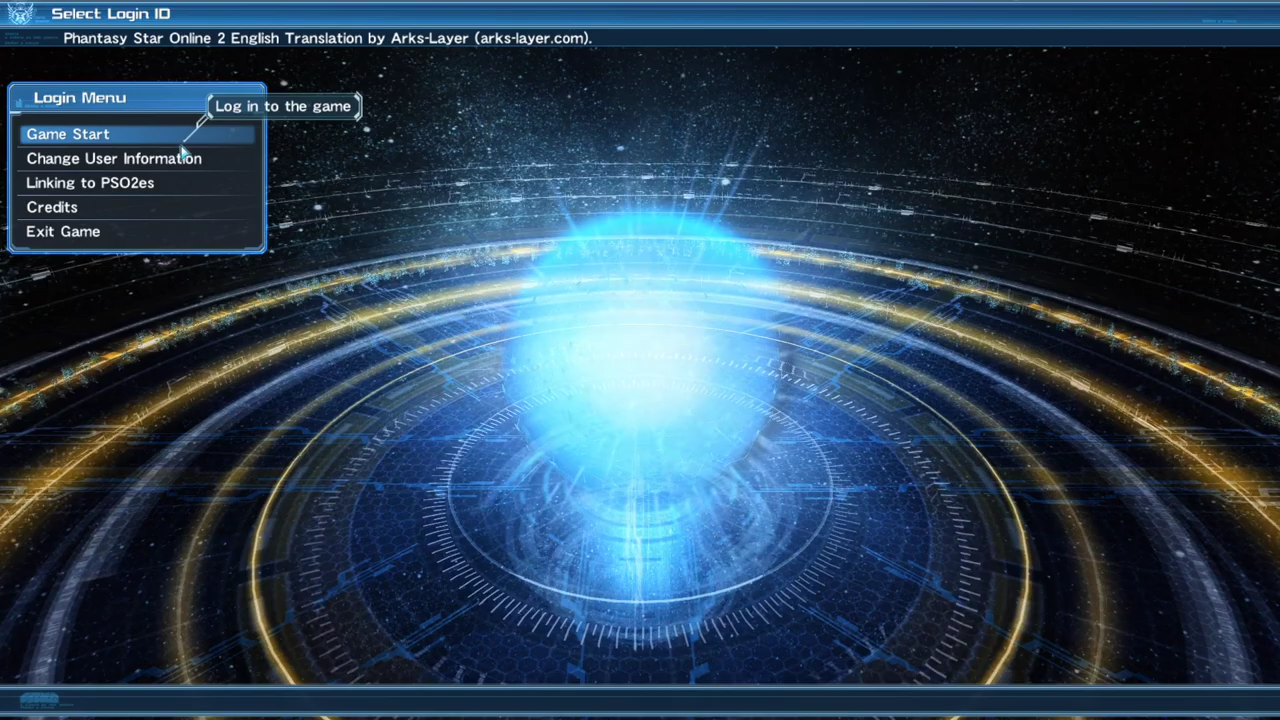 Select Login ID
Phantasy Star Online 2 English Translation by Arks-Layer (arks-layer.com).
Login Menu
Log in to the game
Game Start
Change User Information
Linking to PSO2es
Credits
Exit Game